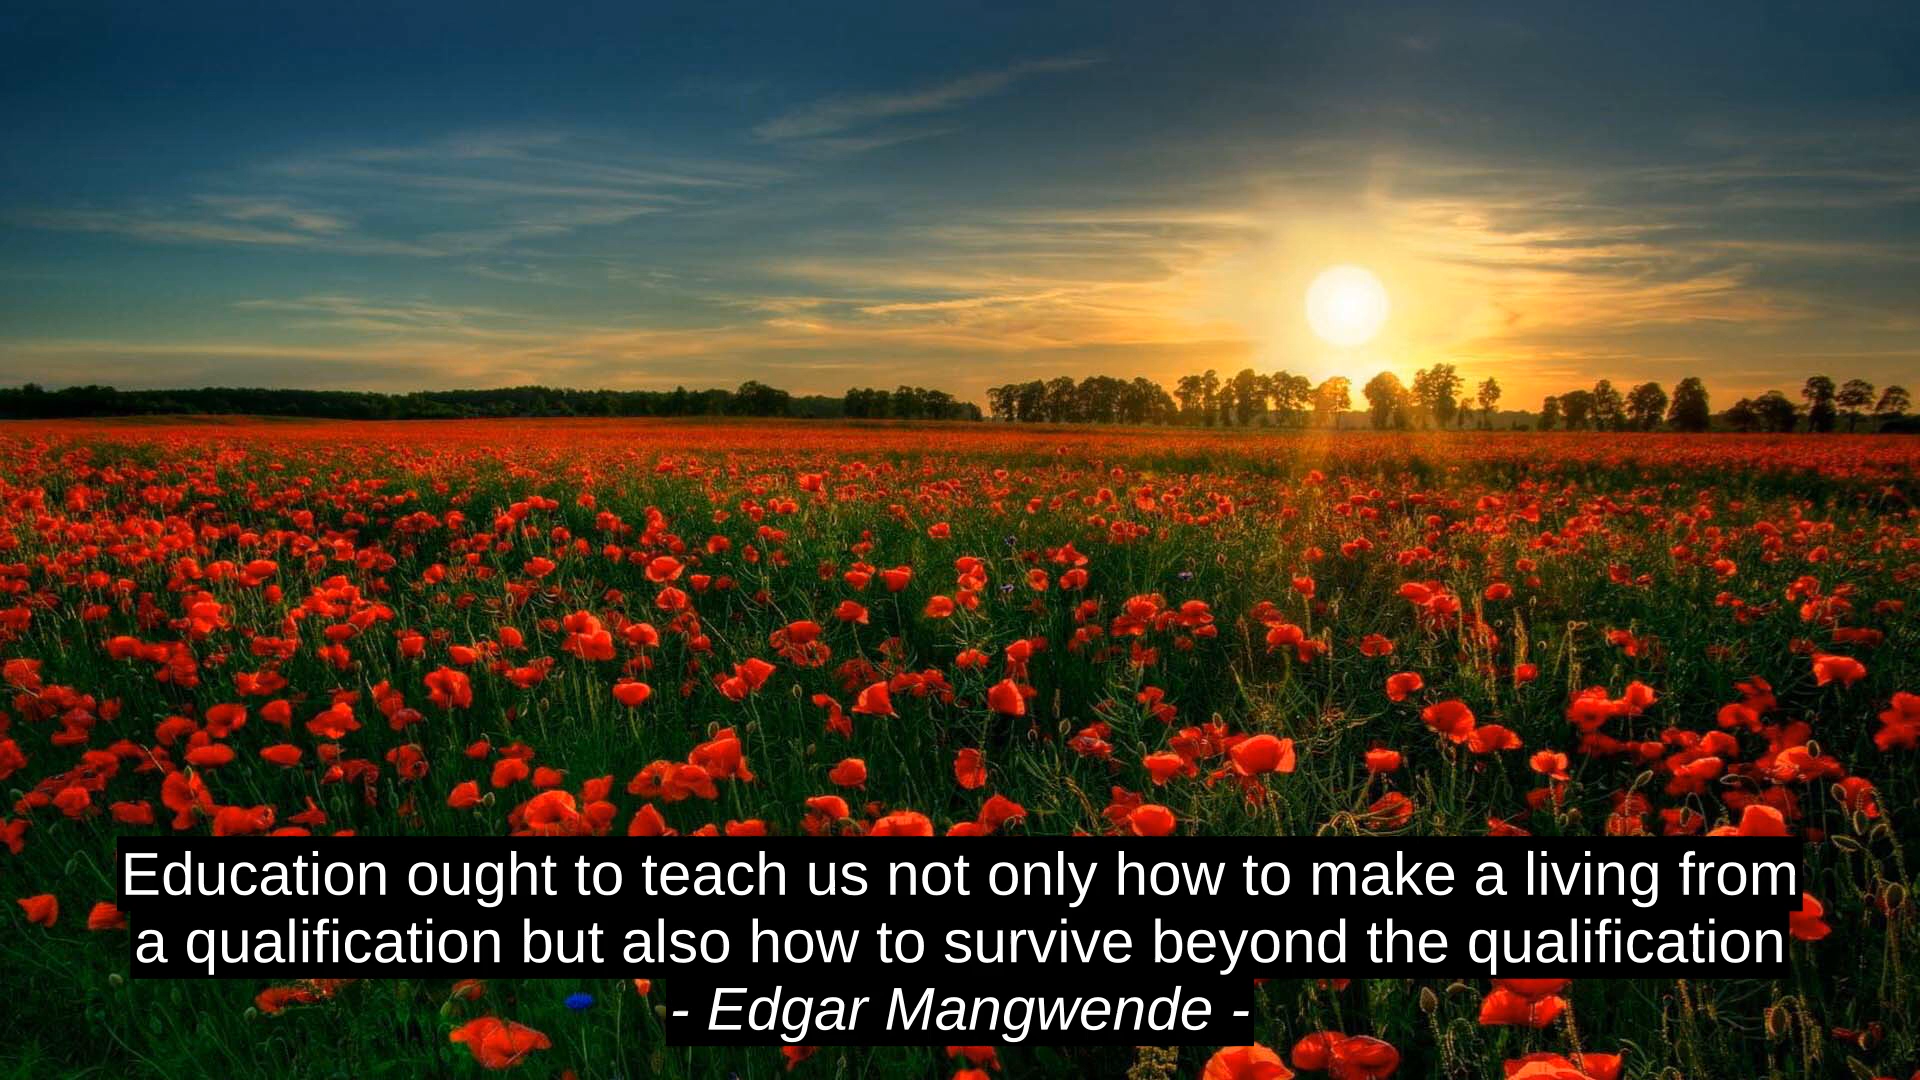 Education ought to teach us not only how to make a living from
a qualification but also how to survive beyond the qualification
- Edgar Mangwende -